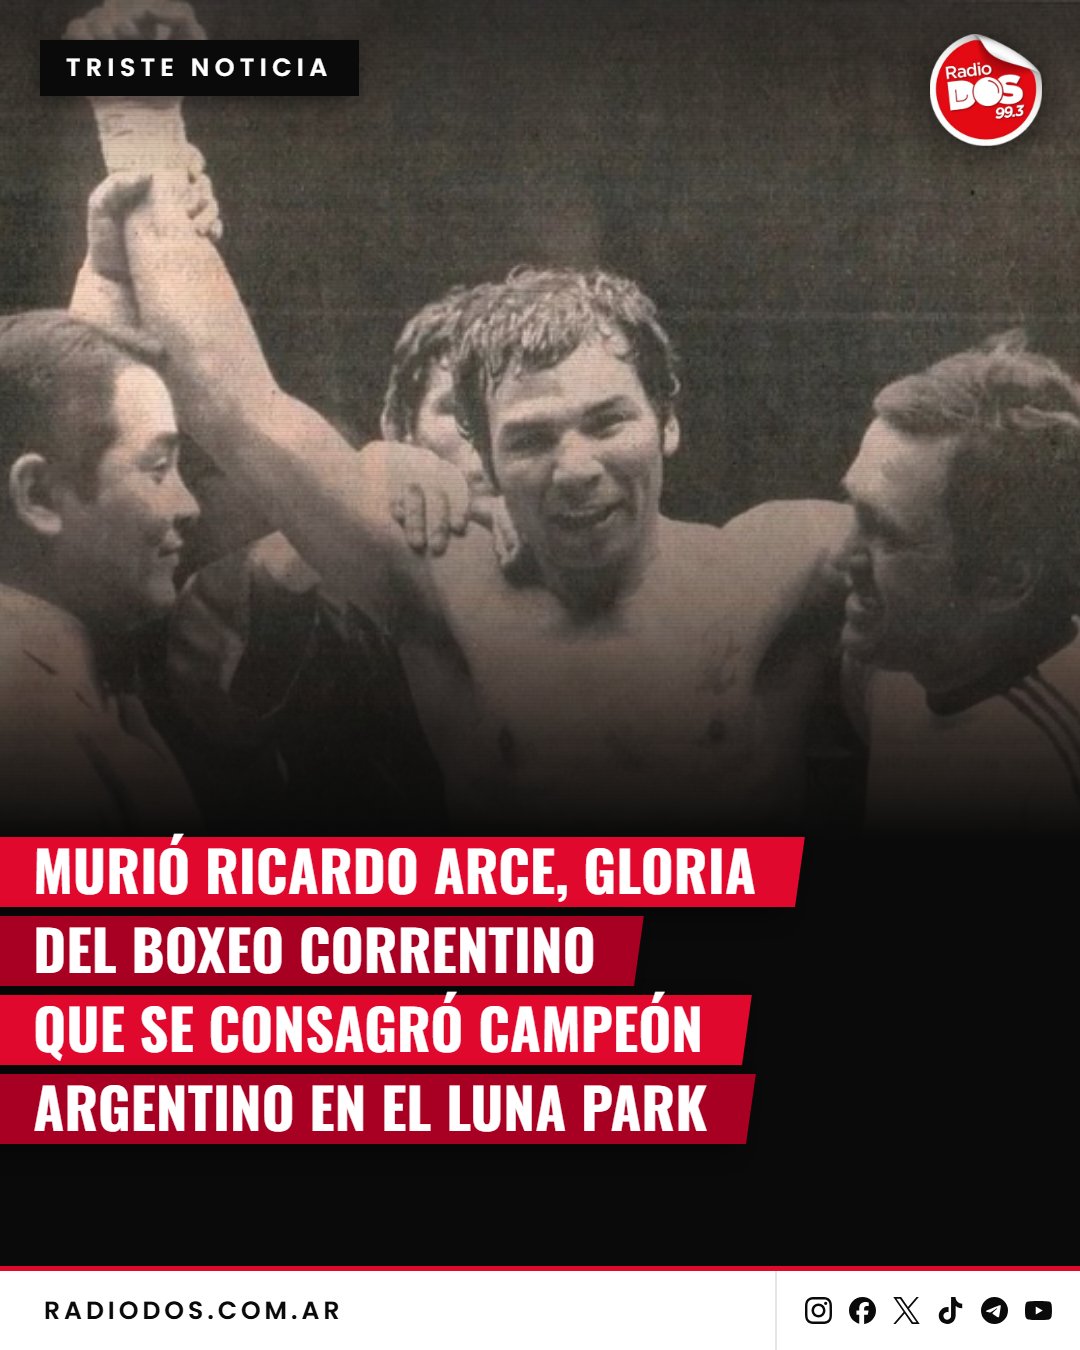 TRISTE NOTICIA
Radio
DOS
99.3
MURIÓ RICARDO ARCE, GLORIA
DEL BOXEO CORRENTINO
QUE SE CONSAGRÓ CAMPEÓN
ARGENTINO EN EL LUNA PARK
RADIODOS.COM.AR